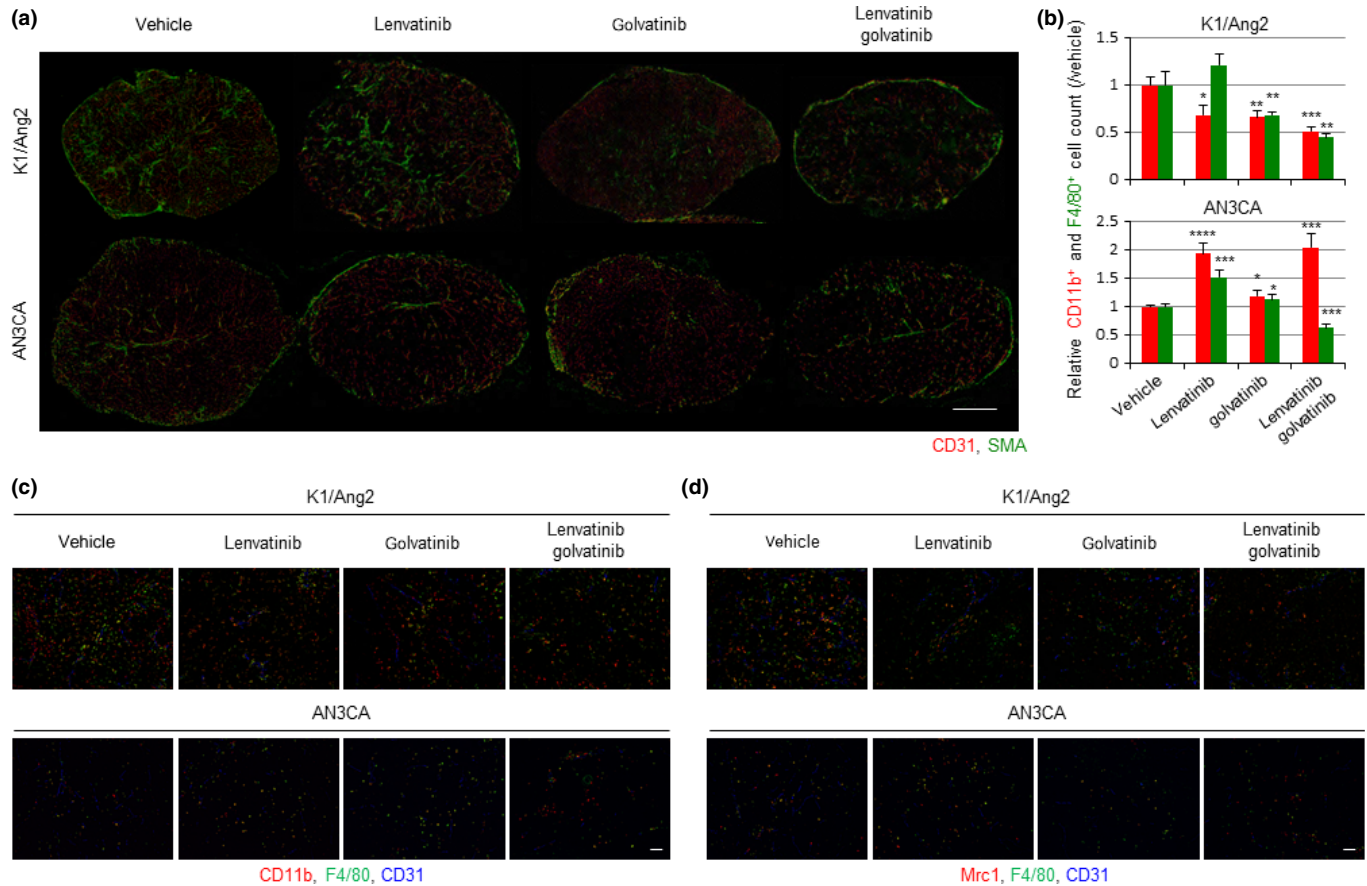 (a)
Vehicle
Lenvatinib
Golvatinib
Lenvatinib
golvatinib
K1/Ang2
AN3CA
CD31, SMA
(b)
K1/Ang2
Relative CD11b⁺ and F4/80⁺ cell count (/vehicle)
1.5
1
0.5
0
*
**
**
***
**
AN3CA
2.5
2
1.5
1
0.5
0
****
***
*
*
***
***
Vehicle
Lenvatinib
golvatinib
Lenvatinib
golvatinib
(c)
K1/Ang2
Vehicle
Lenvatinib
Golvatinib
Lenvatinib
golvatinib
AN3CA
CD11b, F4/80, CD31
(d)
K1/Ang2
Vehicle
Lenvatinib
Golvatinib
Lenvatinib
golvatinib
AN3CA
Mrc1, F4/80, CD31